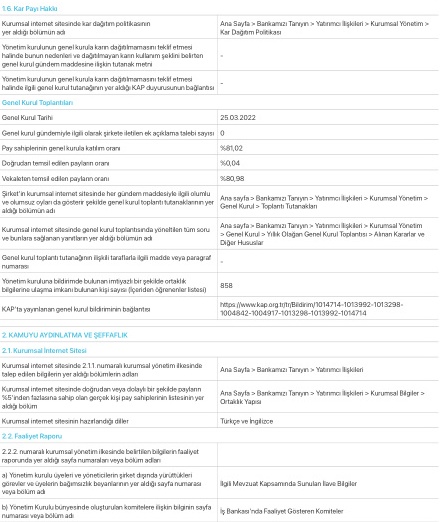 1.6. Kar Payı Hakkı
Kurumsal internet sitesinde kar dağıtım politikasının
yer aldığı bölümün adı
Ana Sayfa > Bankamızı Tanıyın > Yatırımcı İlişkileri > Kurumsal Yönetim >
Kar Dağıtım Politikası
Yönetim kurulunun genel kurula karın dağıtılmamasını teklif etmesi
halinde bunun nedenleri ve dağıtılmayan karın kullanım şeklini belirten
genel kurul gündem maddesine ilişkin tutanak metni
-
Yönetim kurulunun genel kurula karın dağıtılmamasını teklif etmesi
halinde ilgili genel kurul tutanağının yer aldığı KAP duyurusunun bağlantısı
-
Genel Kurul Toplantıları
Genel Kurul Tarihi
25.03.2022
Genel kurul gündemiyle ilgili olarak şirkete iletilen ek açıklama talebi sayısı
0
Pay sahiplerinin genel kurula katılım oranı
%81,02
Doğrudan temsil edilen payların oranı
%0,04
Vekaleten temsil edilen payların oranı
%80,98
Şirket'in kurumsal internet sitesinde her gündem maddesiyle ilgili olumlu
ve olumsuz oyları da gösterir şekilde genel kurul toplantı tutanaklarının yer
aldığı bölümün adı
Ana sayfa > Bankamızı Tanıyın > Yatırımcı İlişkileri > Kurumsal Yönetim >
Genel Kurul > Toplantı Tutanakları
Kurumsal internet sitesinde genel kurul toplantısında yöneltilen tüm soru
ve bunlara sağlanan yanıtların yer aldığı bölümün adı
Ana sayfa > Bankamızı Tanıyın > Yatırımcı İlişkileri > Kurumsal Yönetim
> Genel Kurul > Yıllık Olağan Genel Kurul Toplantısı > Alınan Kararlar ve
Diğer Hususlar
Genel kurul toplantı tutanağının ilişkili taraflarla ilgili madde veya paragraf
numarası
-
Yönetim kuruluna bildirimde bulunan imtiyazlı bir şekilde ortaklık
bilgilerine ulaşma imkanı bulunan kişi sayısı (İçeriden öğrenenler listesi)
858
KAP'ta yayınlanan genel kurul bildiriminin bağlantısı
https://www.kap.org.tr/tr/Bildirim/1014714-1013992-1013298-
1004842-1004917-1013298-1013992-1014714
2. KAMUYU AYDINLATMA VE ŞEFFAFLIK
2.1. Kurumsal İnternet Sitesi
Kurumsal internet sitesinde 2.1.1. numaralı kurumsal yönetim ilkesinde
talep edilen bilgilerin yer aldığı bölümlerin adları
Ana Sayfa > Bankamızı Tanıyın > Yatırımcı İlişkileri
Kurumsal internet sitesinde doğrudan veya dolaylı bir şekilde payların
%5'inden fazlasına sahip olan gerçek kişi pay sahiplerinin listesinin yer
aldığı bölüm
Ana Sayfa > Bankamızı Tanıyın > Yatırımcı İlişkileri > Kurumsal Bilgiler >
Ortaklık Yapısı
Kurumsal internet sitesinin hazırlandığı diller
Türkçe ve İngilizce
2.2. Faaliyet Raporu
2.2.2. numaralı kurumsal yönetim ilkesinde belirtilen bilgilerin faaliyet
raporunda yer aldığı sayfa numaraları veya bölüm adları
a) Yönetim kurulu üyeleri ve yöneticilerin şirket dışında yürüttükleri
görevler ve üyelerin bağımsızlık beyanlarının yer aldığı sayfa numarası
veya bölüm adı
İlgili Mevzuat Kapsamında Sunulan İlave Bilgiler
b) Yönetim Kurulu bünyesinde oluşturulan komitelere ilişkin bilginin sayfa
numarası veya bölüm adı
İş Bankası'nda Faaliyet Gösteren Komiteler